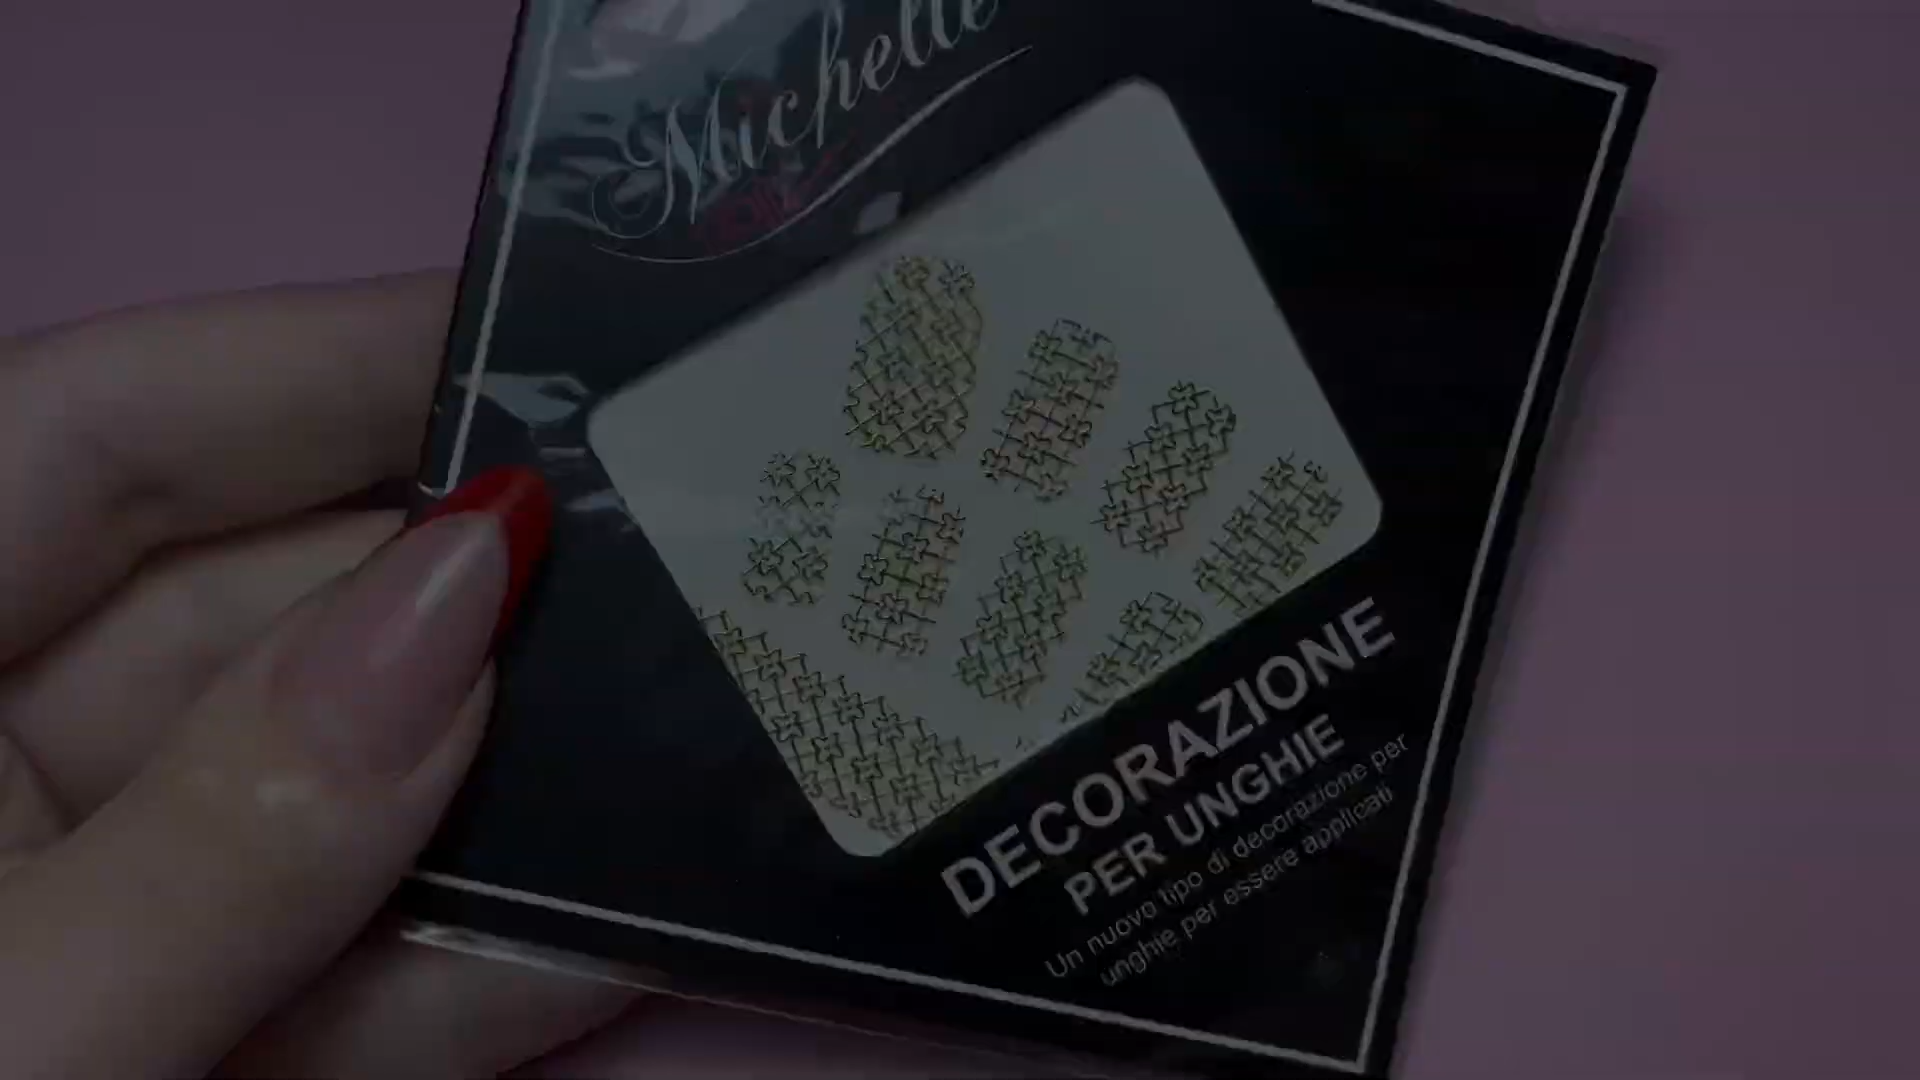 Michelle
DECORAZIONE
PER UNGHIE
Un nuovo tipo di decorazione per
unghie per essere applicati